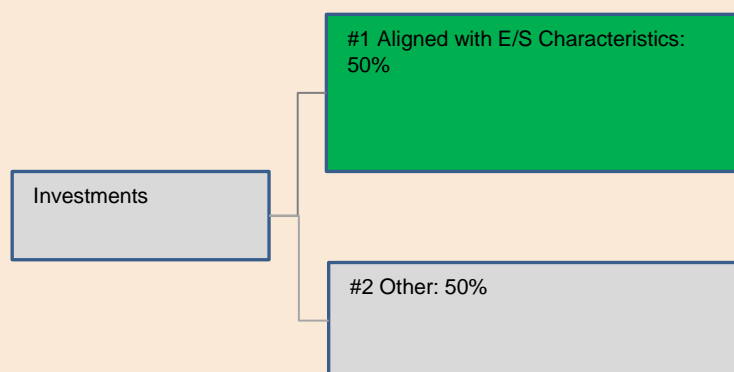 #1 Aligned with E/S Characteristics:
50%
Investments
#2 Other: 50%